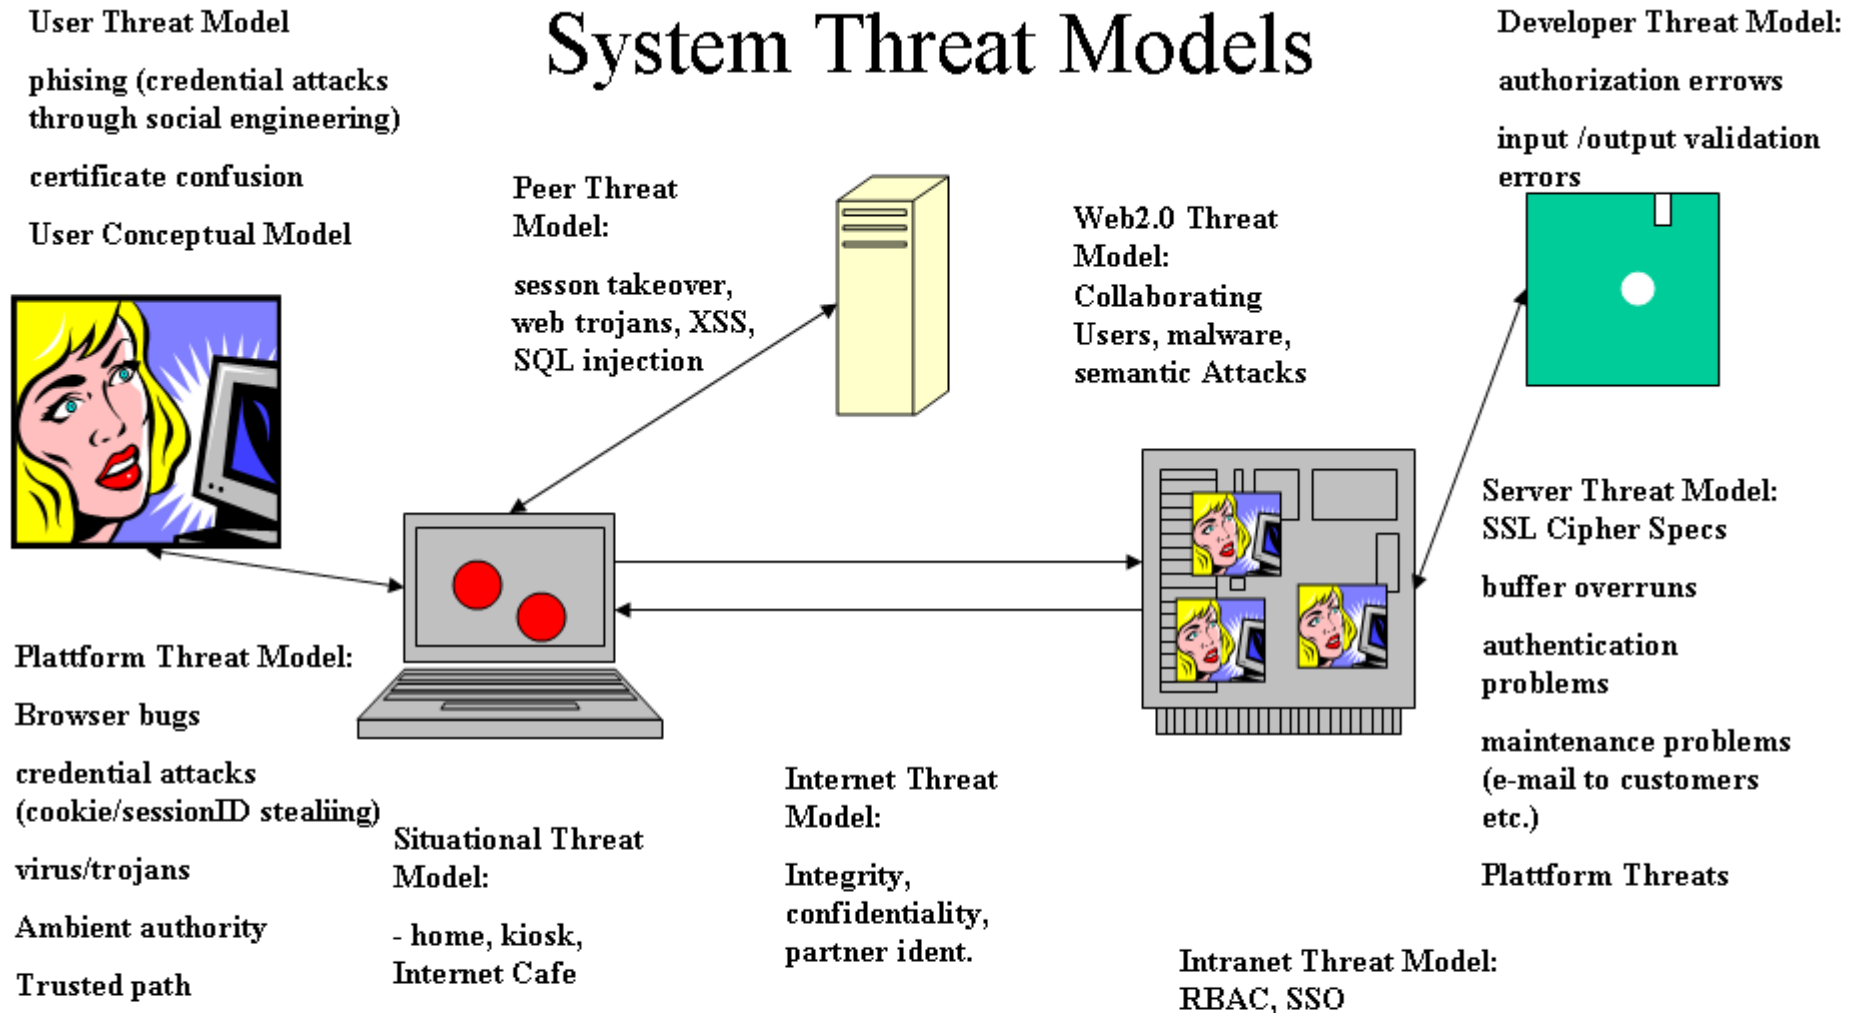 System Threat Models
User Threat Model
phising (credential attacks
through social engineering)
certificate confusion
User Conceptual Model
Peer Threat
Model:
sesson takeover,
web trojans, XSS,
SQL injection
Web2.0 Threat
Model:
Collaborating
Users, malware,
semantic Attacks
Developer Threat Model:
authorization errows
input /output validation
errors
Server Threat Model:
SSL Cipher Specs
buffer overruns
authentication
problems
maintenance problems
(e-mail to customers
etc.)
Plattform Threats
Plattform Threat Model:
Browser bugs
credential attacks
(cookie/sessionID stealiing)
virus/trojans
Ambient authority
Trusted path
Situational Threat
Model:
- home, kiosk,
Internet Cafe
Internet Threat
Model:
Integrity,
confidentiality,
partner ident.
Intranet Threat Model:
RBAC, SSO